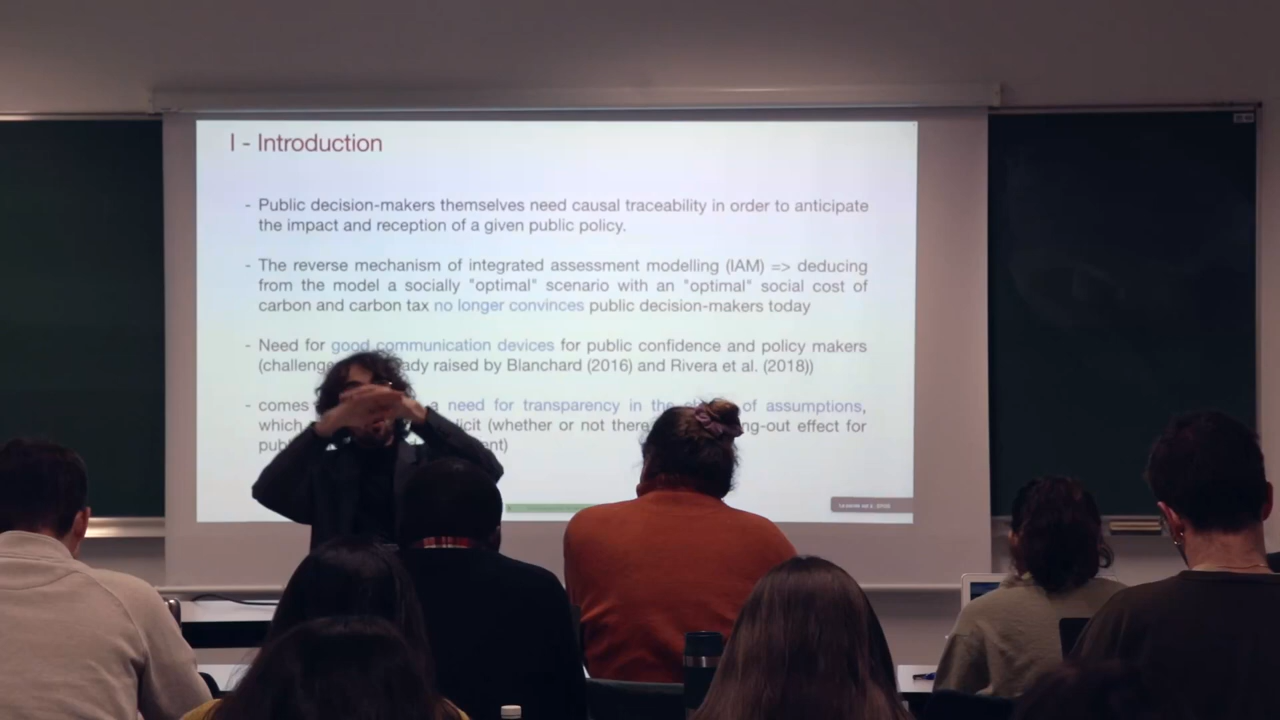 I - Introduction
- Public decision-makers themselves need causal traceability in order to anticipate
the impact and reception of a given public policy.
- The reverse mechanism of integrated assessment modelling (IAM) => deducing
from the model a socially "optimal" scenario with an "optimal" social cost of
carbon and carbon tax no longer convinces public decision-makers today
- Need for good communication devices for public confidence and policy makers
(challenge ady raised by Blanchard (2016) and Rivera et al. (2018))
- comes a need for transparency in the of assumptions,
which licit (whether or not there ng-out effect for
publ nt)